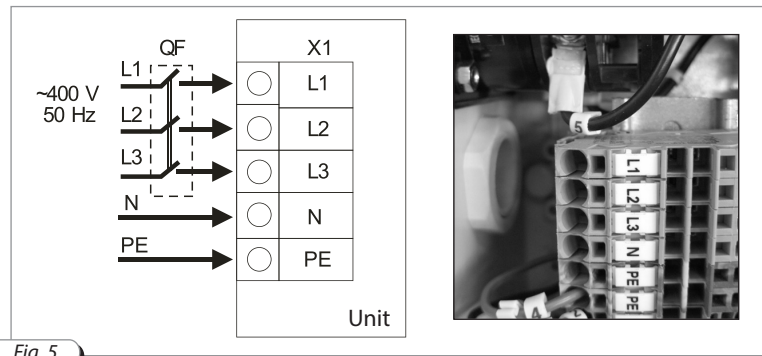 QF
X1
L1
L1
~400 V
50 Hz
L2
L2
L3
L3
N
N
PE
PE
Unit
5
L1
L2
L3
N
PE
PE
4
Fig. 5